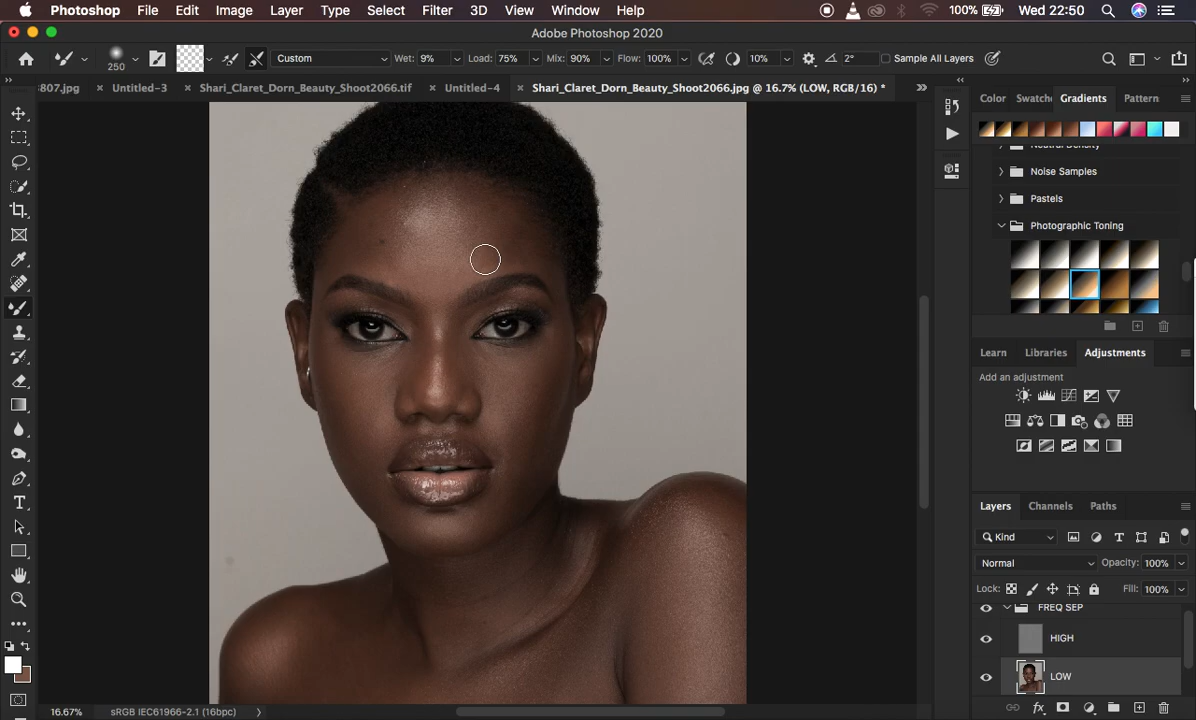 Photoshop File Edit Image Layer Type Select Filter 3D View Window Help 100% Wed 22:50
Adobe Photoshop 2020
250 Custom Wet: 9% Load: 75% Mix: 90% Flow: 100% 10% 2° Sample All Layers
807.jpg × Untitled-3 × Shari_Claret_Dorn_Beauty_Shoot2066.tif × Untitled-4 × Shari_Claret_Dorn_Beauty_Shoot2066.jpg @ 16.7% (LOW, RGB/16) *
Color Swatch Gradients Pattern
Neutral Density
Noise Samples
Pastels
Photographic Toning
Learn Libraries Adjustments
Add an adjustment
Layers Channels Paths
Kind
Normal Opacity: 100%
Lock: Fill: 100%
FREQ SEP
HIGH
LOW
16.67% sRGB IEC61966-2.1 (16bpc)